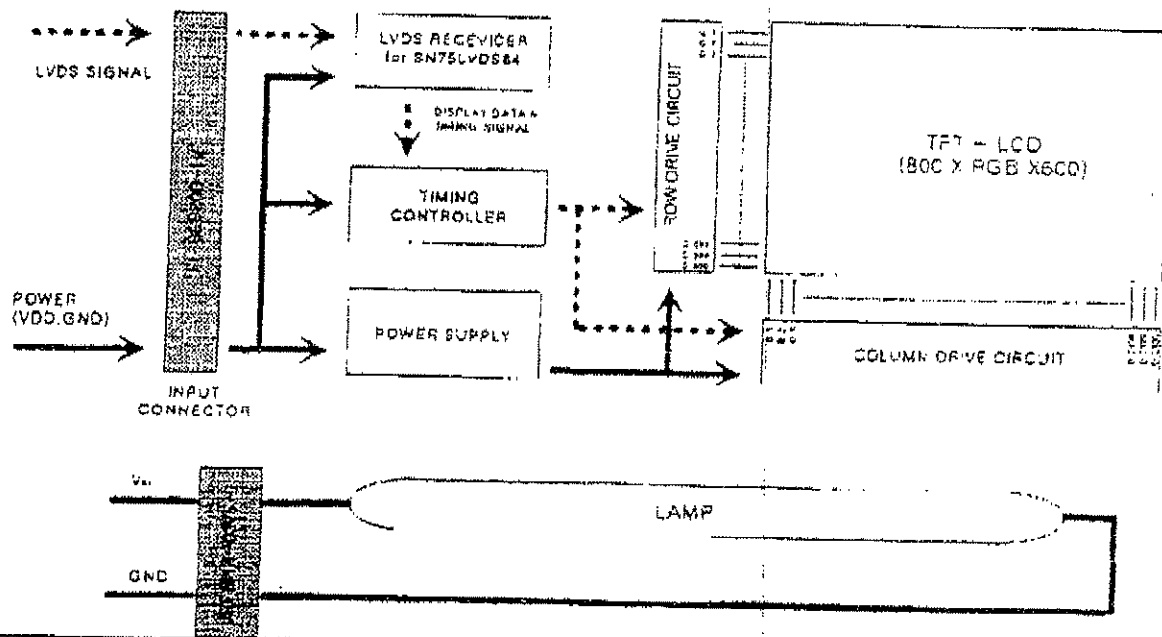 LVDS SIGNAL
LVDS RECEVIDER
for SN75LVDS84
DISPLAY DATA &
TIMING SIGNAL
TIMING
CONTROLLER
POWER
(VDD,GND)
POWER SUPPLY
INPUT
CONNECTOR
ROW DRIVE CIRCUIT
TFT - LCD
(800 X RGB X600)
COLUMN DRIVE CIRCUIT
LAMP
GND